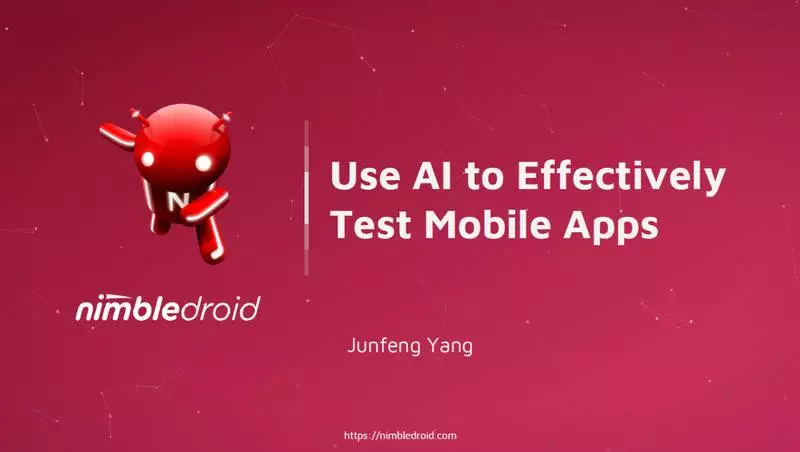 N
nimbledroid
Use AI to Effectively
Test Mobile Apps
Junfeng Yang
https://nimbledroid.com